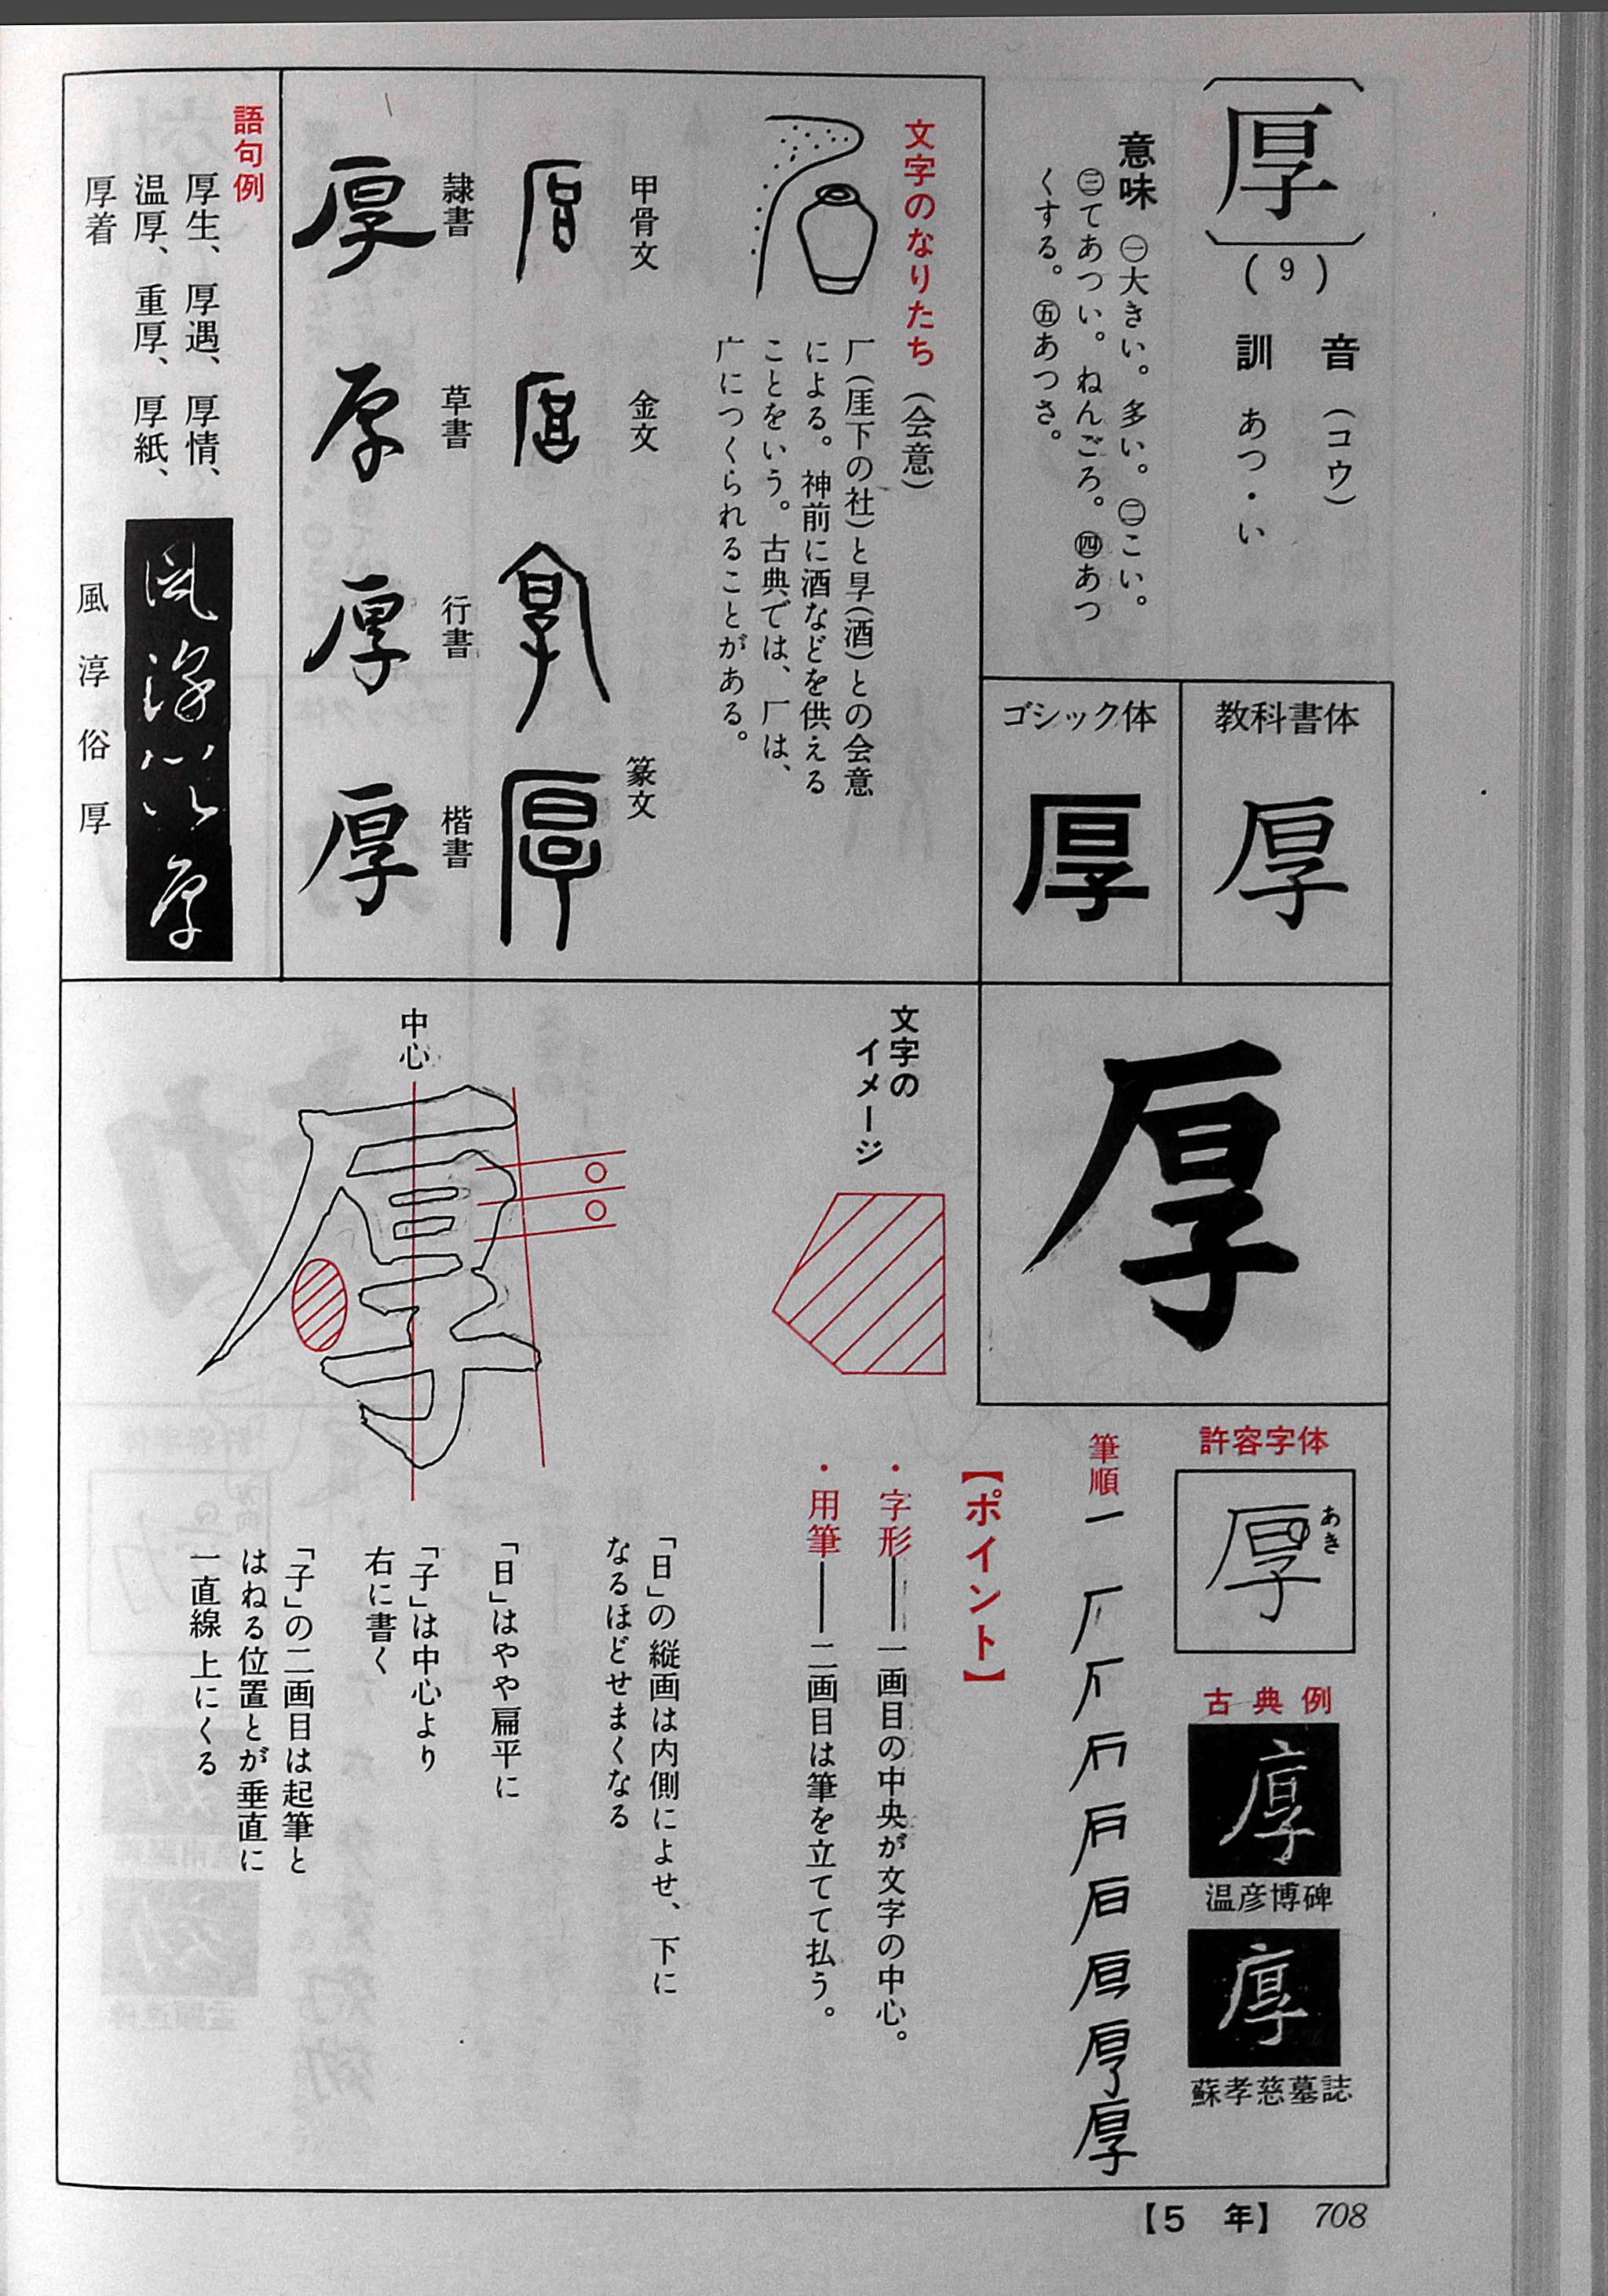 〔厚〕(9)
音 (コウ)
訓 あつ・い
意味 ㊀大きい。多い。㊁こい。
㊂てあつい。ねんごろ。㊃あつ
くする。㊄あつさ。
教科書体
厚
ゴシック体
厚
文字のなりたち(会意)
厂(厓下の社)と㫗(酒)との会意
による。神前に酒などを供える
ことをいう。古典では、厂は、
广につくられることがある。
甲骨文
金文
篆文
隷書
厚
草書
厚
行書
厚
楷書
厚
語句例
厚生、厚遇、厚情、
温厚、重厚、厚紙、
厚着
風淳俗厚
厚
許容字体
厚
あき
古典例
厚
温彦博碑
厚
蘇孝慈墓誌
筆順
【ポイント】
・字形——一画目の中央が文字の中心。
・用筆——二画目は筆を立てて払う。
文字の
イメージ
中心
「日」の縦画は内側によせ、下に
なるほどせまくなる
「日」はやや扁平に
「子」は中心より
右に書く
「子」の二画目は起筆と
はねる位置とが垂直に
一直線上にくる
【5 年】 708